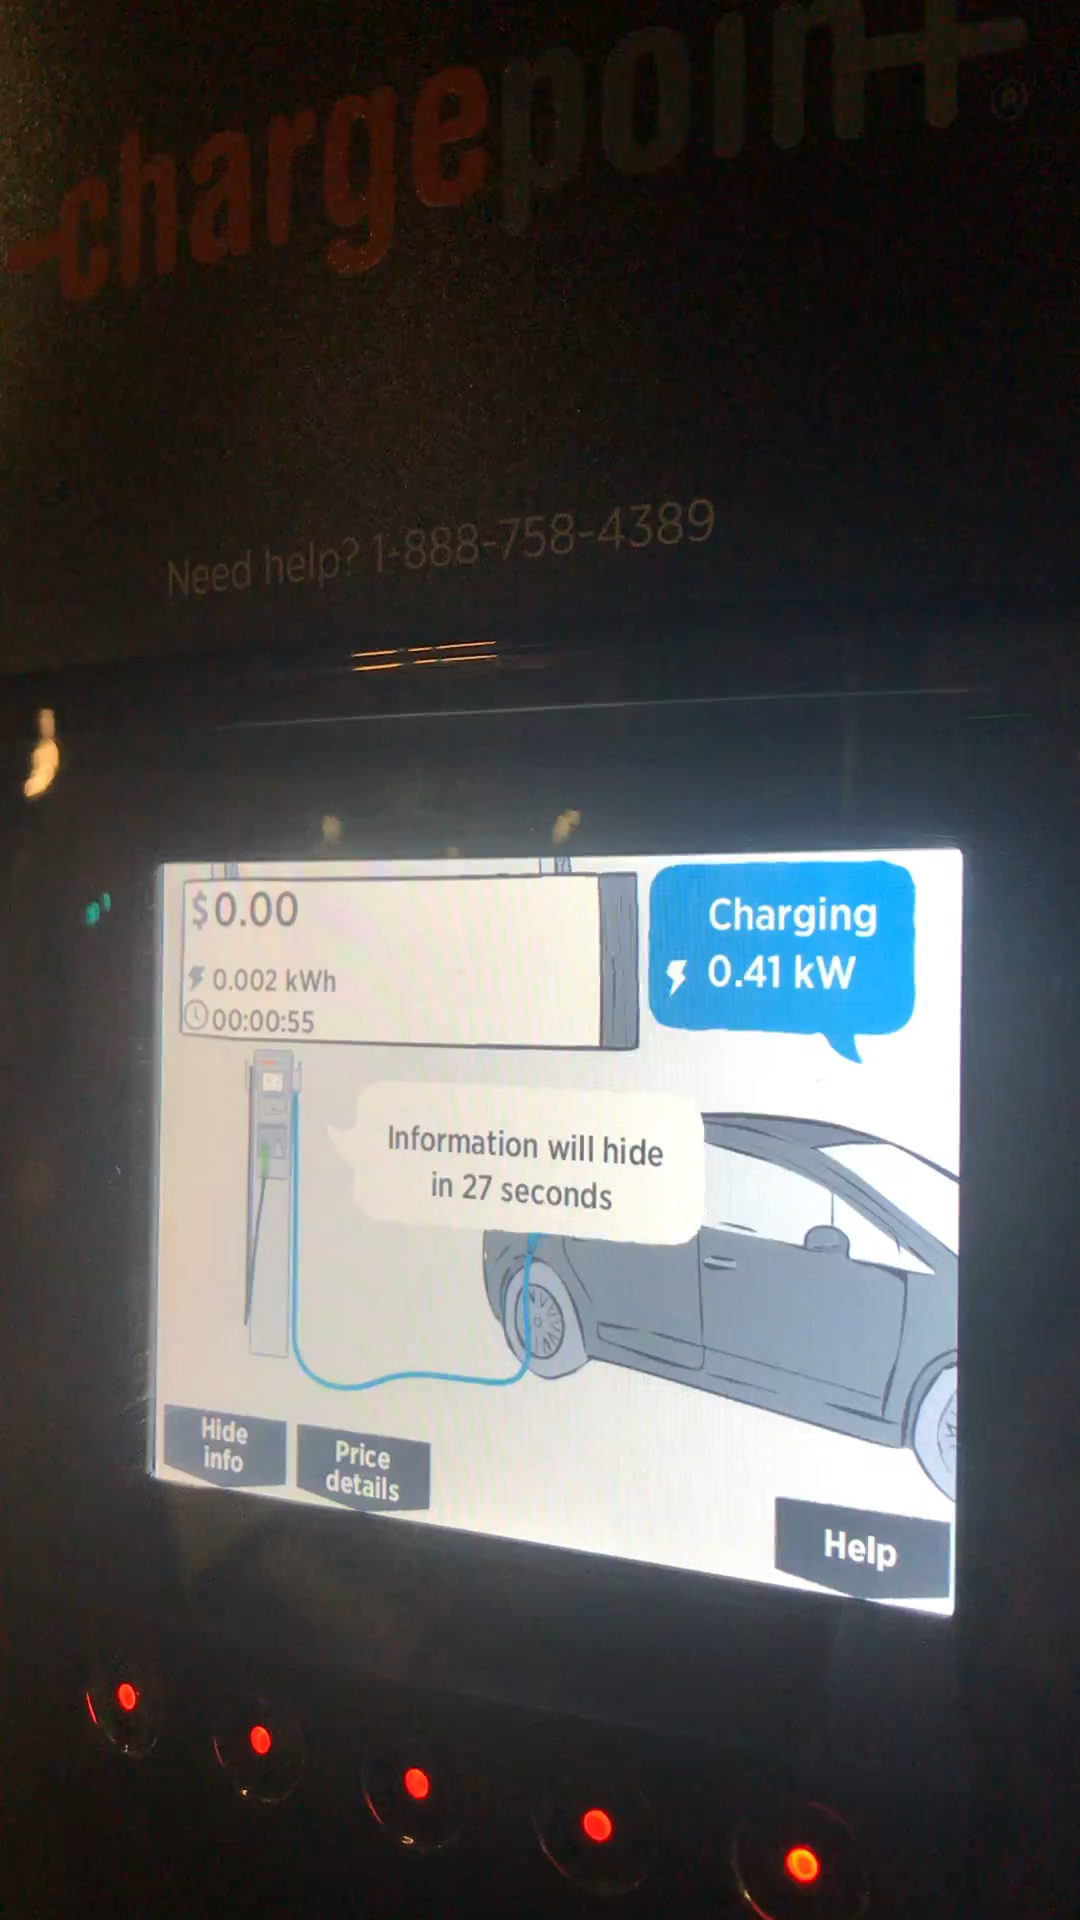 chargepoint®
Need help? 1-888-758-4389
$0.00
0.002 kWh
00:00:55
Charging
0.41 kW
Information will hide
in 27 seconds
Hide
info
Price
details
Help